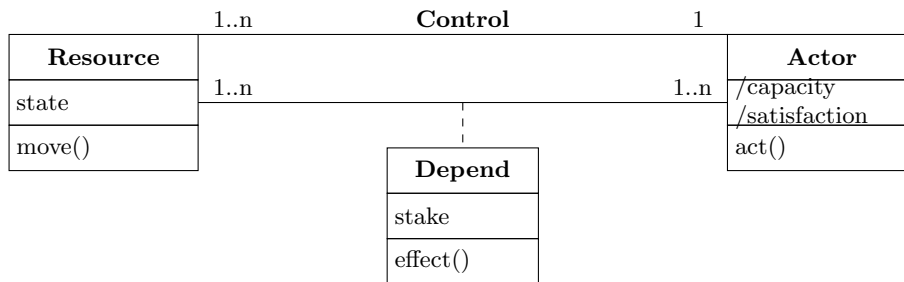 1..n Control 1
Resource
state
move()
1..n 1..n
Actor
/capacity
/satisfaction
act()
Depend
stake
effect()